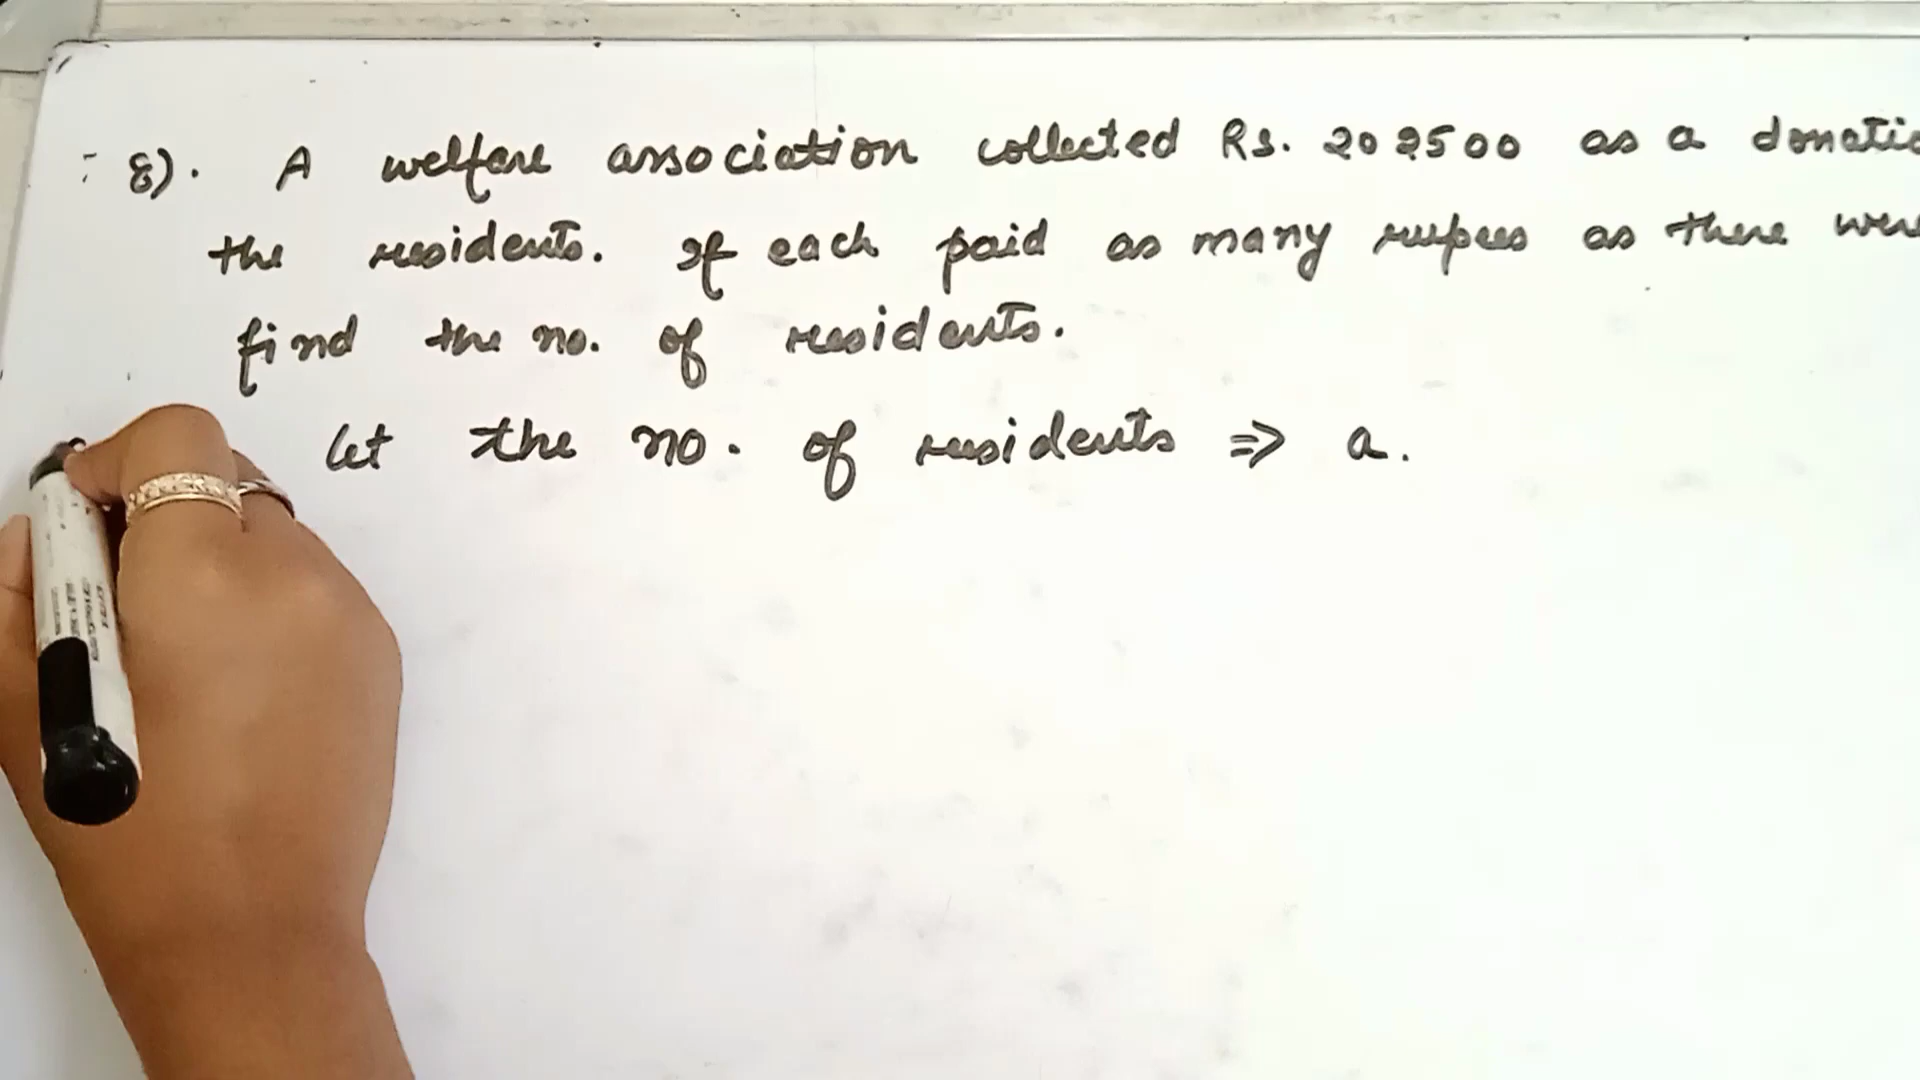 8). A welfare association collected Rs. 202500 as a donatio
the residents. If each paid as many rupees as there were
find the no. of residents.
let the no. of residents ⇒ a.